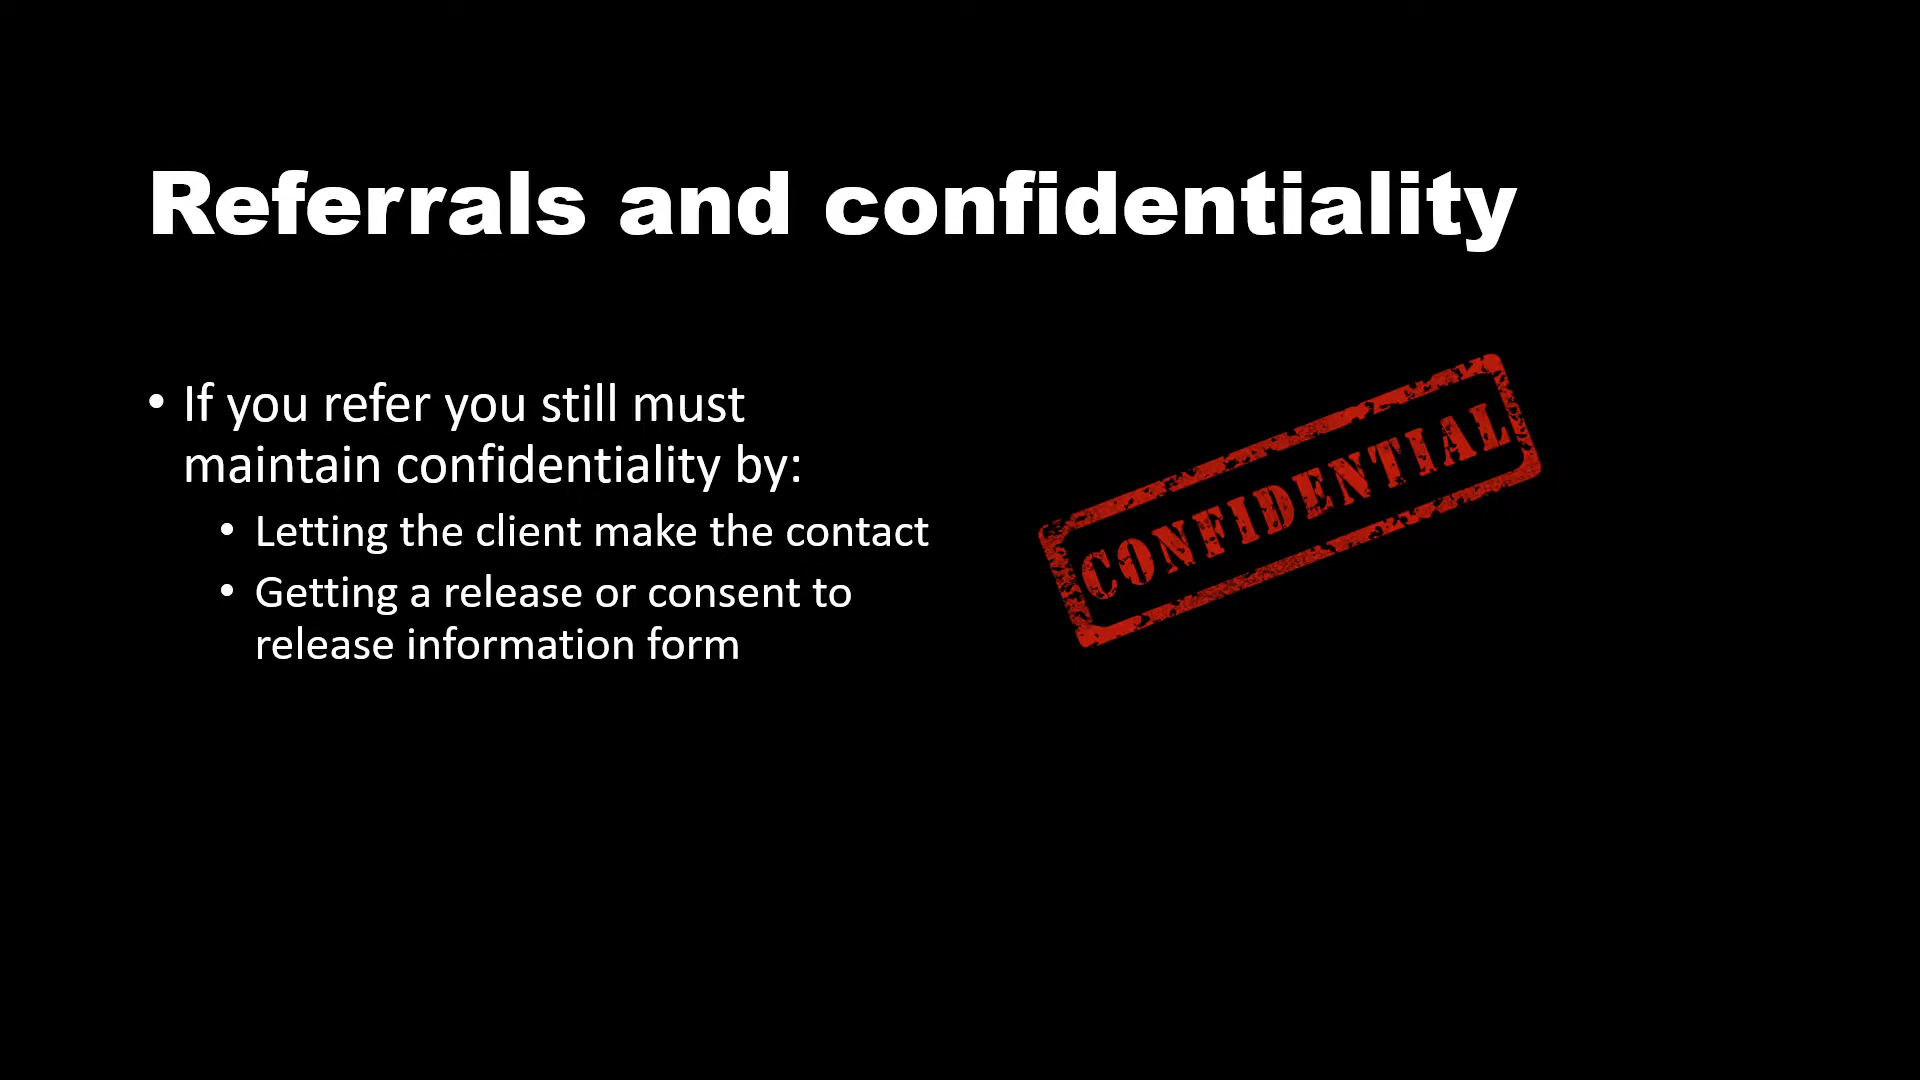 Referrals and confidentiality
• If you refer you still must
maintain confidentiality by:
• Letting the client make the contact
• Getting a release or consent to
release information form
CONFIDENTIAL